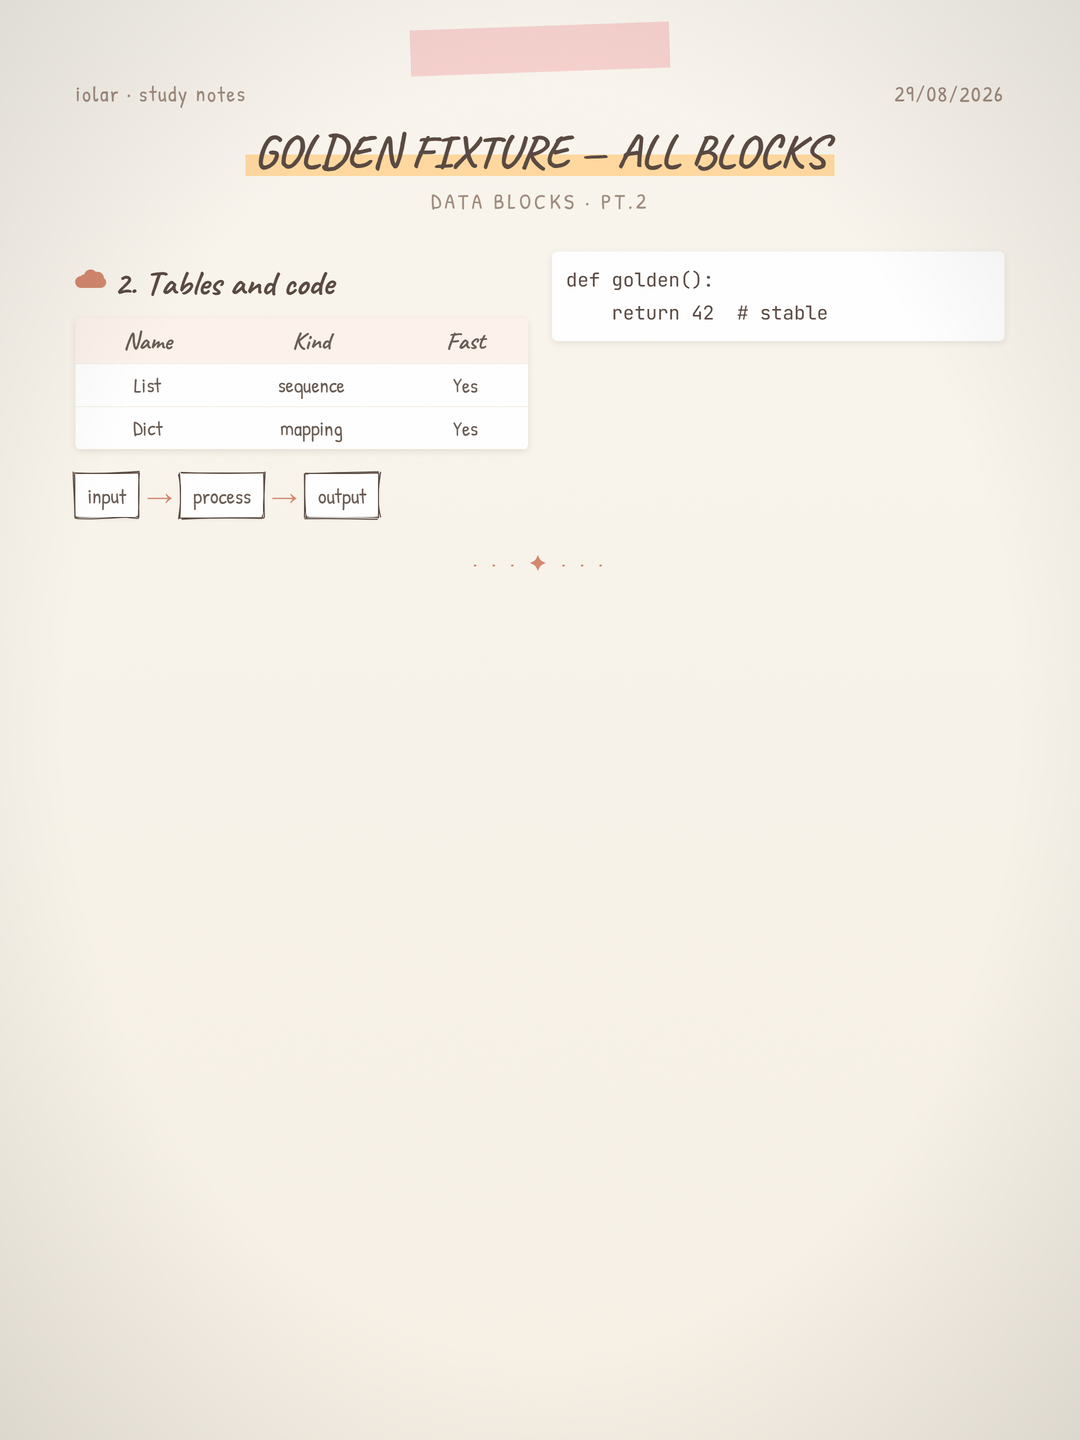 iolar · study notes
29/08/2026
GOLDEN FIXTURE – ALL BLOCKS
DATA BLOCKS · PT.2
2. Tables and code
Name Kind Fast
List sequence Yes
Dict mapping Yes
input → process → output
def golden():
    return 42  # stable